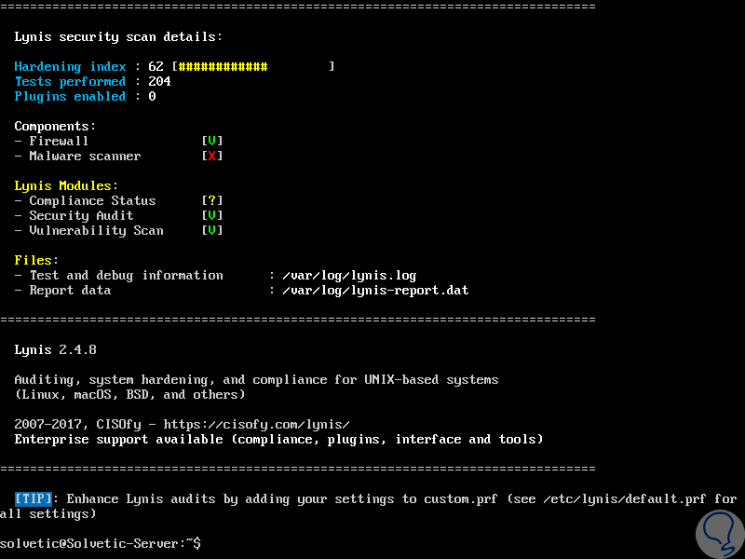 ================================================================================
Lynis security scan details:
Hardening index : 62 [############        ]
Tests performed : 204
Plugins enabled : 0
Components:
- Firewall               [V]
- Malware scanner        [X]
Lynis Modules:
- Compliance Status      [?]
- Security Audit         [V]
- Vulnerability Scan     [V]
Files:
- Test and debug information      : /var/log/lynis.log
- Report data                     : /var/log/lynis-report.dat
================================================================================
Lynis 2.4.8
Auditing, system hardening, and compliance for UNIX-based systems
(Linux, macOS, BSD, and others)
2007-2017, CISOfy - https://cisofy.com/lynis/
Enterprise support available (compliance, plugins, interface and tools)
================================================================================
[TIP]: Enhance Lynis audits by adding your settings to custom.prf (see /etc/lynis/default.prf for
all settings)
solvetic@Solvetic-Server:~$